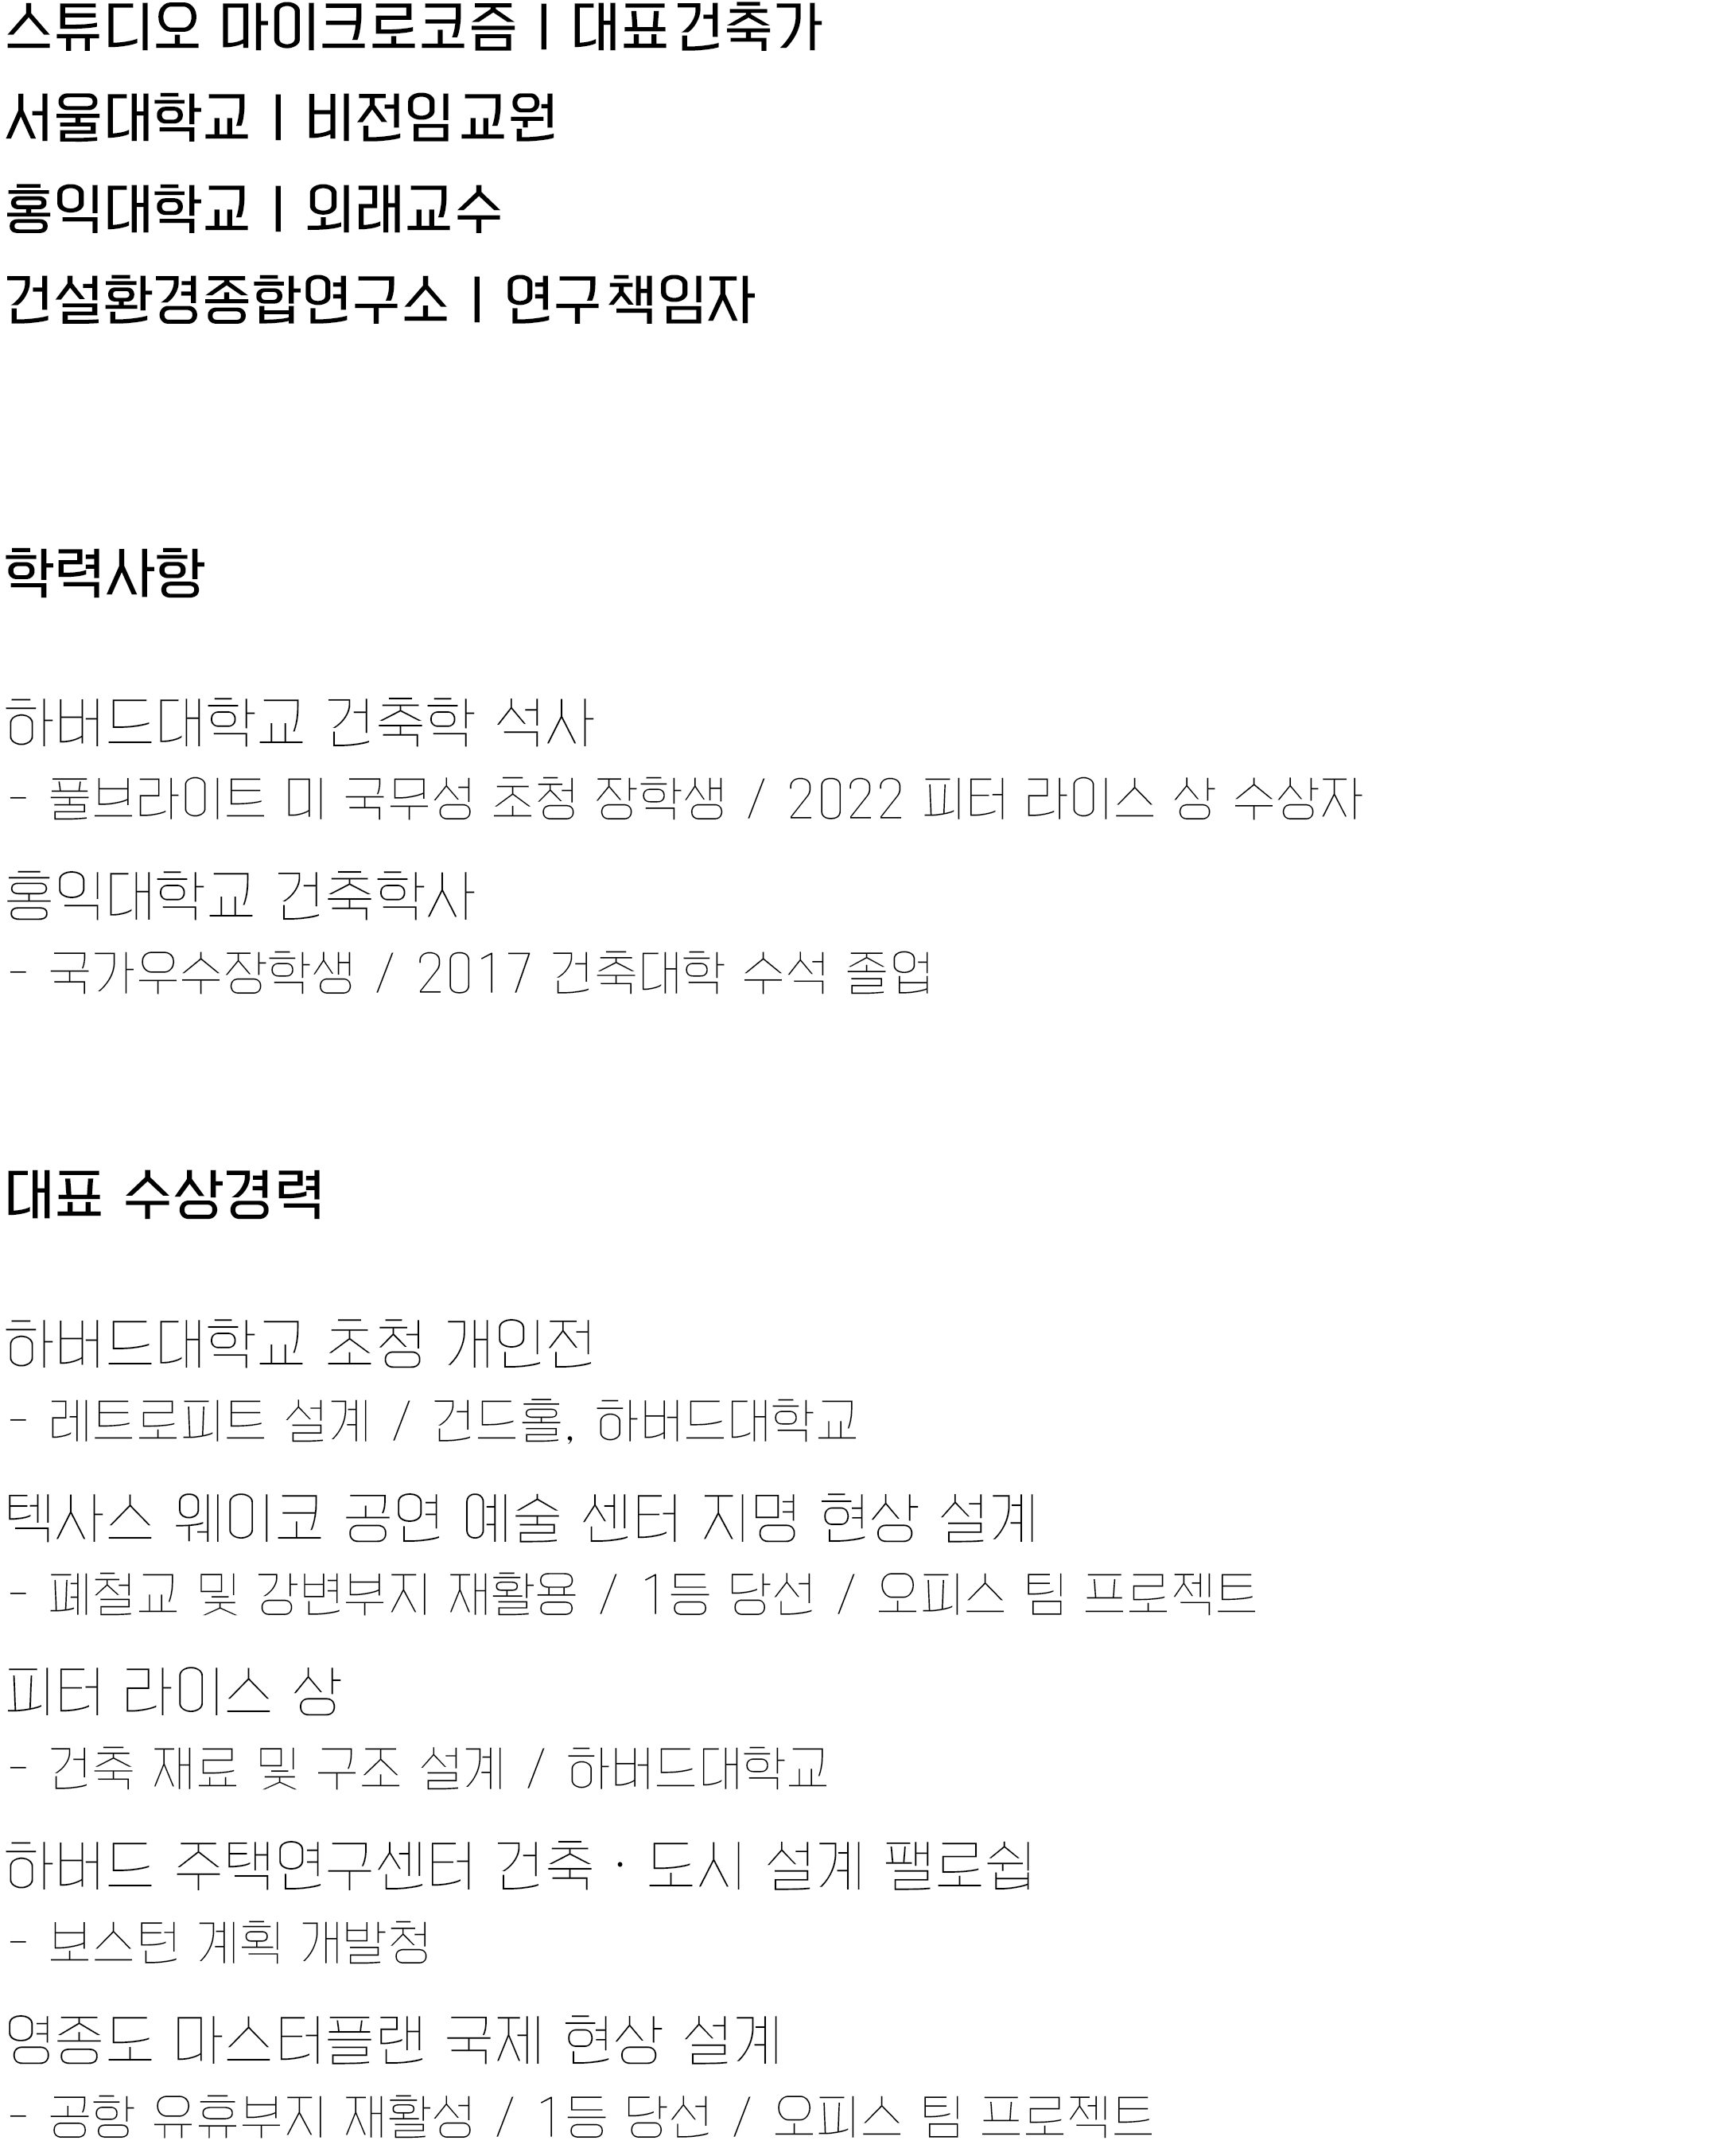 스튜디오 마이크로코즘 | 대표건축가
서울대학교 | 비전임교원
홍익대학교 | 외래교수
건설환경종합연구소 | 연구책임자
학력사항
하버드대학교 건축학 석사
- 풀브라이트 미 국무성 초청 장학생 / 2022 피터 라이스 상 수상자
홍익대학교 건축학사
- 국가우수장학생 / 2017 건축대학 수석 졸업
대표 수상경력
하버드대학교 초청 개인전
- 레트로피트 설계 / 건드홀, 하버드대학교
텍사스 웨이코 공연 예술 센터 지명 현상 설계
- 폐철교 및 강변부지 재활용 / 1등 당선 / 오피스 팀 프로젝트
피터 라이스 상
- 건축 재료 및 구조 설계 / 하버드대학교
하버드 주택연구센터 건축 · 도시 설계 팰로쉽
- 보스턴 계획 개발청
영종도 마스터플랜 국제 현상 설계
- 공항 유휴부지 재활성 / 1등 당선 / 오피스 팀 프로젝트